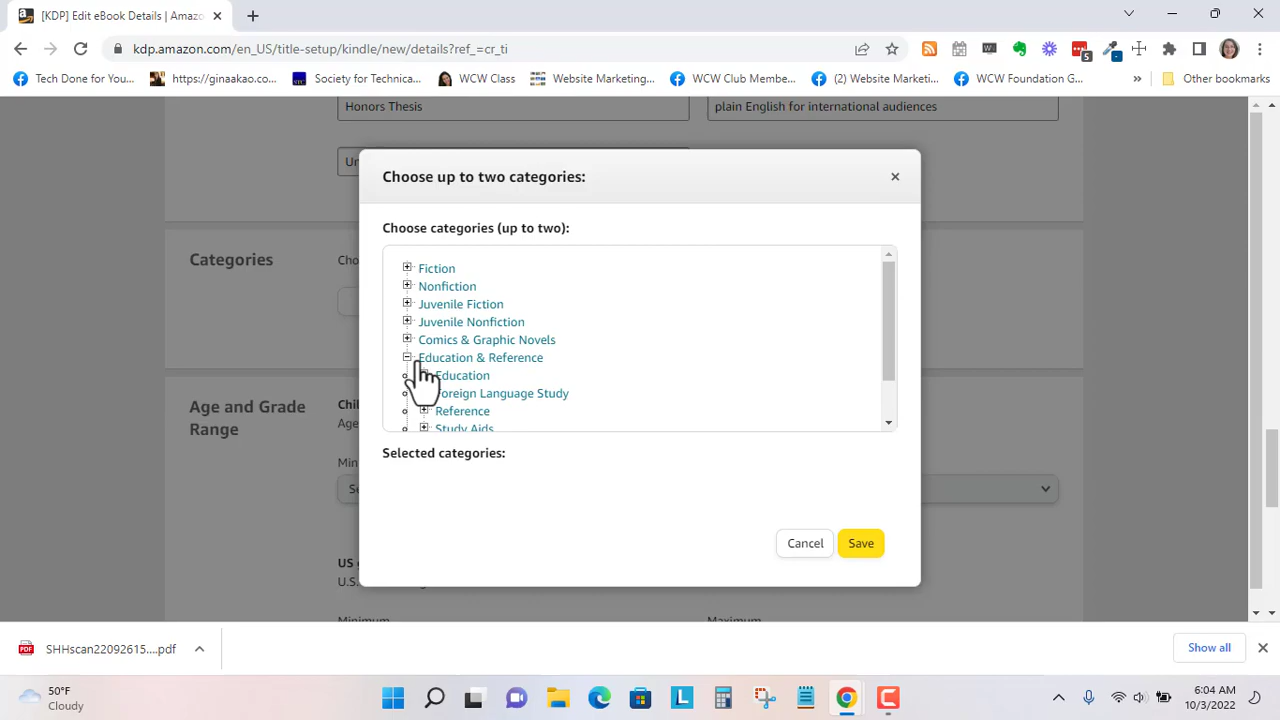 [KDP] Edit eBook Details | Amaz
kdp.amazon.com/en_US/title-setup/kindle/new/details?ref_=cr_ti
5
Tech Done for You...
https://ginaakao.co...
Society for Technica...
WCW Class
Website Marketing...
WCW Club Membe...
(2) Website Marketi...
WCW Foundation G...
»
Other bookmarks
Honors Thesis
plain English for international audiences
Choose up to two categories:
Choose categories (up to two):
Categories
Fiction
Nonfiction
Juvenile Fiction
Juvenile Nonfiction
Comics & Graphic Novels
Education & Reference
Education
Foreign Language Study
Reference
Study Aids
Age and Grade
Range
Selected categories:
Cancel
Save
US
U.S.
Minimum
Maximum
SHHscan22092615....pdf
Show all
50°F
Cloudy
6:04 AM
10/3/2022